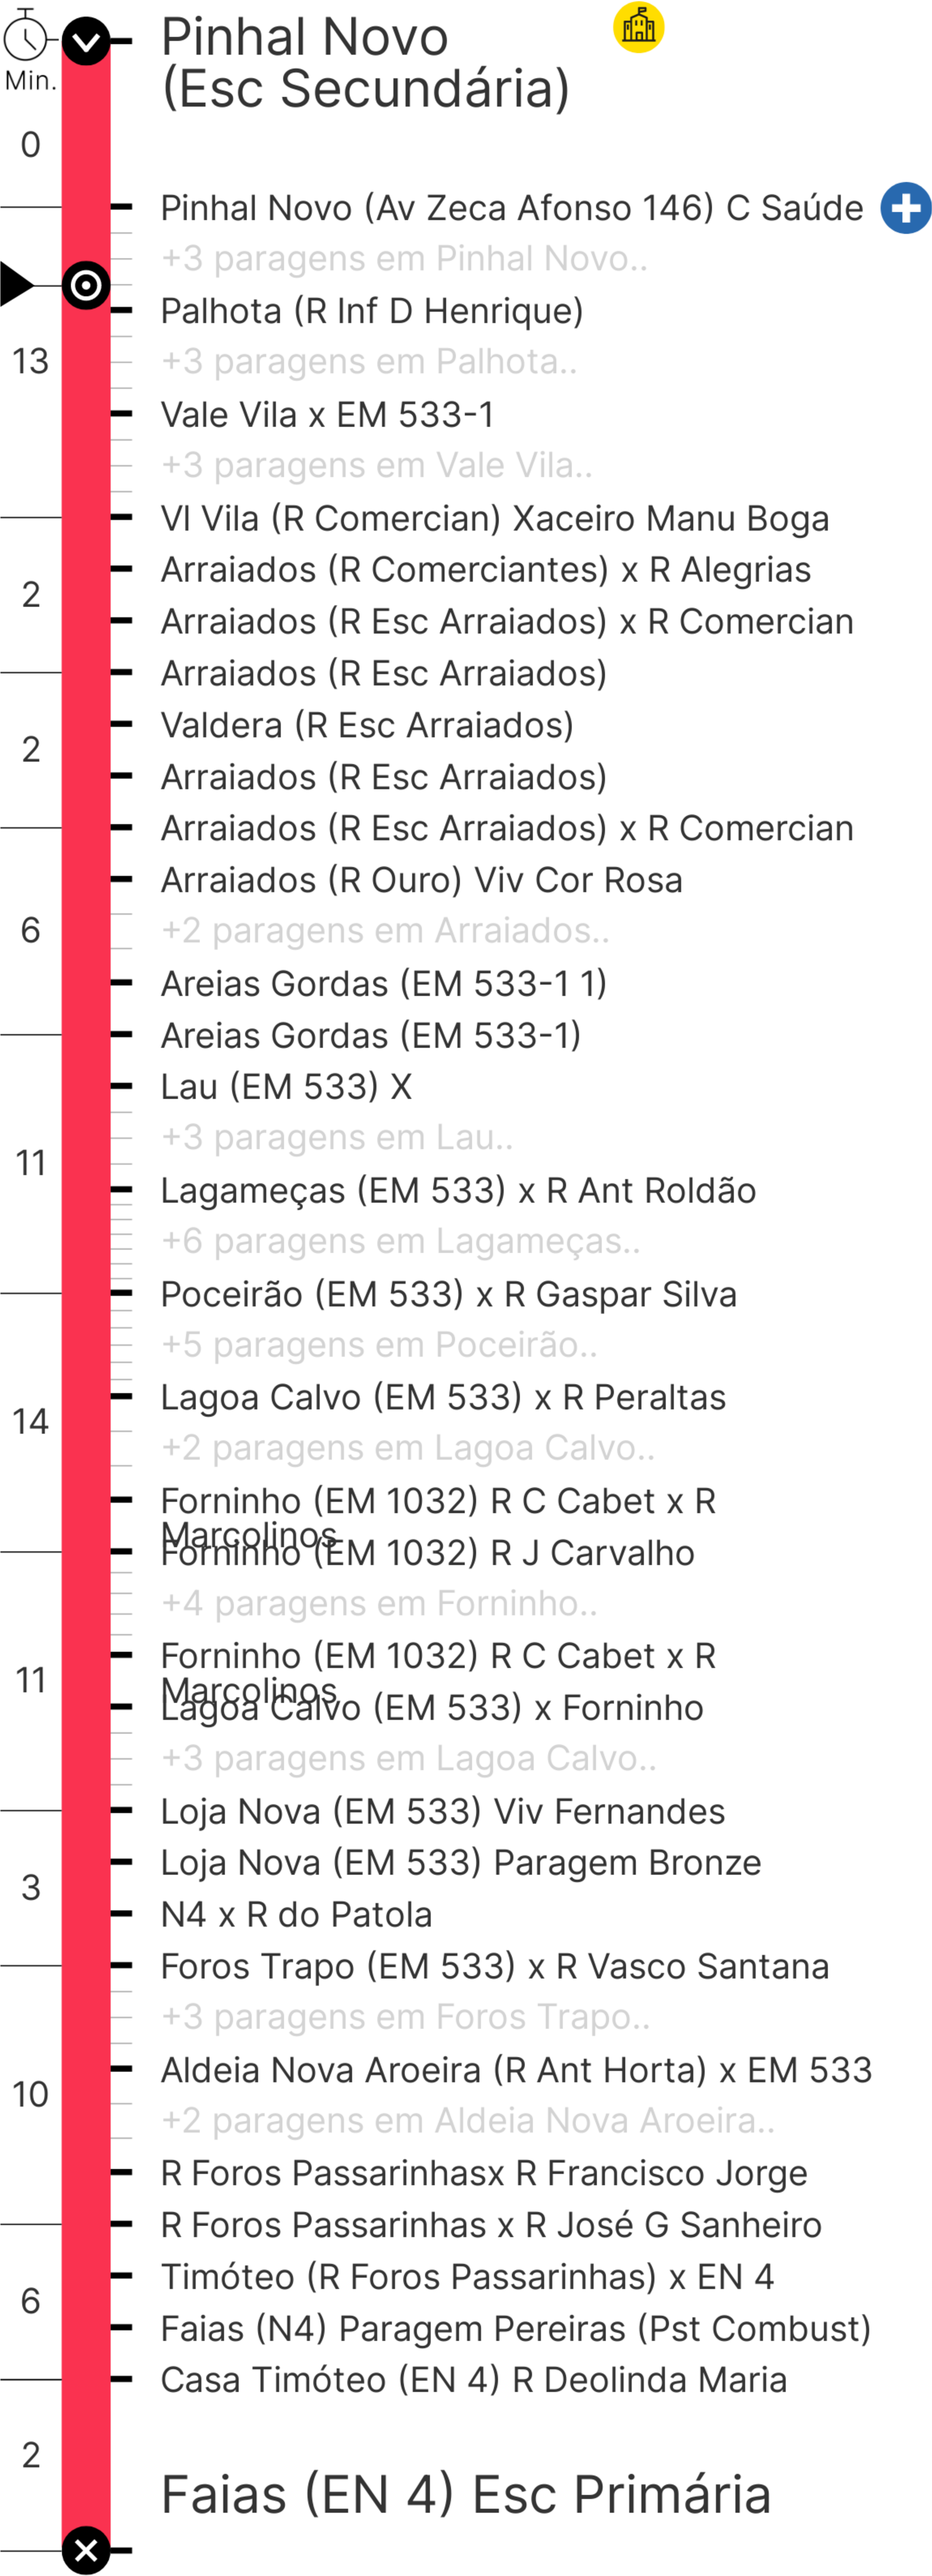 Pinhal Novo
(Esc Secundária)
Min.
0
Pinhal Novo (Av Zeca Afonso 146) C Saúde
+3 paragens em Pinhal Novo..
Palhota (R Inf D Henrique)
13
+3 paragens em Palhota..
Vale Vila x EM 533-1
+3 paragens em Vale Vila..
Vl Vila (R Comercian) Xaceiro Manu Boga
Arraiados (R Comerciantes) x R Alegrias
2
Arraiados (R Esc Arraiados) x R Comercian
Arraiados (R Esc Arraiados)
Valdera (R Esc Arraiados)
2
Arraiados (R Esc Arraiados)
Arraiados (R Esc Arraiados) x R Comercian
Arraiados (R Ouro) Viv Cor Rosa
6
+2 paragens em Arraiados..
Areias Gordas (EM 533-1 1)
Areias Gordas (EM 533-1)
Lau (EM 533) X
+3 paragens em Lau..
11
Lagameças (EM 533) x R Ant Roldão
+6 paragens em Lagameças..
Poceirão (EM 533) x R Gaspar Silva
+5 paragens em Poceirão..
Lagoa Calvo (EM 533) x R Peraltas
14
+2 paragens em Lagoa Calvo..
Forninho (EM 1032) R C Cabet x R
Marcolinos
Forninho (EM 1032) R J Carvalho
+4 paragens em Forninho..
Forninho (EM 1032) R C Cabet x R
11
Marcolinos
Lagoa Calvo (EM 533) x Forninho
+3 paragens em Lagoa Calvo..
Loja Nova (EM 533) Viv Fernandes
Loja Nova (EM 533) Paragem Bronze
3
N4 x R do Patola
Foros Trapo (EM 533) x R Vasco Santana
+3 paragens em Foros Trapo..
Aldeia Nova Aroeira (R Ant Horta) x EM 533
10
+2 paragens em Aldeia Nova Aroeira..
R Foros Passarinhasx R Francisco Jorge
R Foros Passarinhas x R José G Sanheiro
Timóteo (R Foros Passarinhas) x EN 4
6
Faias (N4) Paragem Pereiras (Pst Combust)
Casa Timóteo (EN 4) R Deolinda Maria
2
Faias (EN 4) Esc Primária